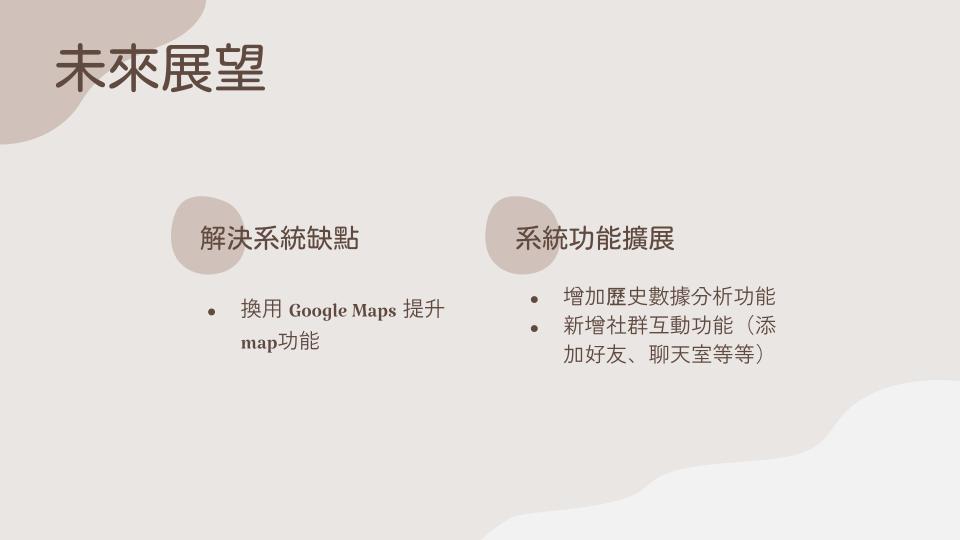 未來展望
解決系統缺點
● 換用 Google Maps 提升
map功能
系統功能擴展
● 增加歷史數據分析功能
● 新增社群互動功能（添
加好友、聊天室等等）